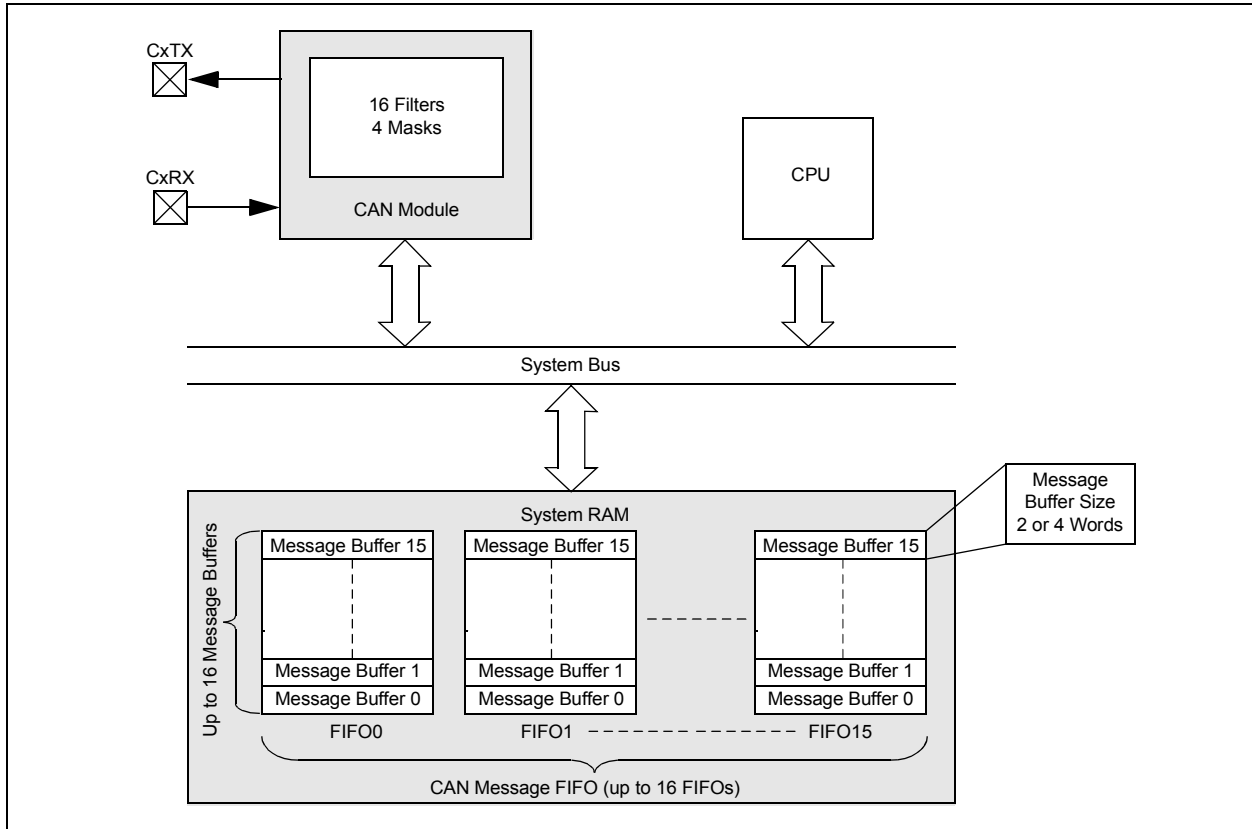 CxTX
16 Filters
4 Masks
CxRX
CAN Module
CPU
System Bus
Message
Buffer Size
2 or 4 Words
System RAM
Up to 16 Message Buffers
Message Buffer 15
Message Buffer 1
Message Buffer 0
FIFO0
Message Buffer 15
Message Buffer 1
Message Buffer 0
FIFO1
Message Buffer 15
Message Buffer 1
Message Buffer 0
FIFO15
CAN Message FIFO (up to 16 FIFOs)